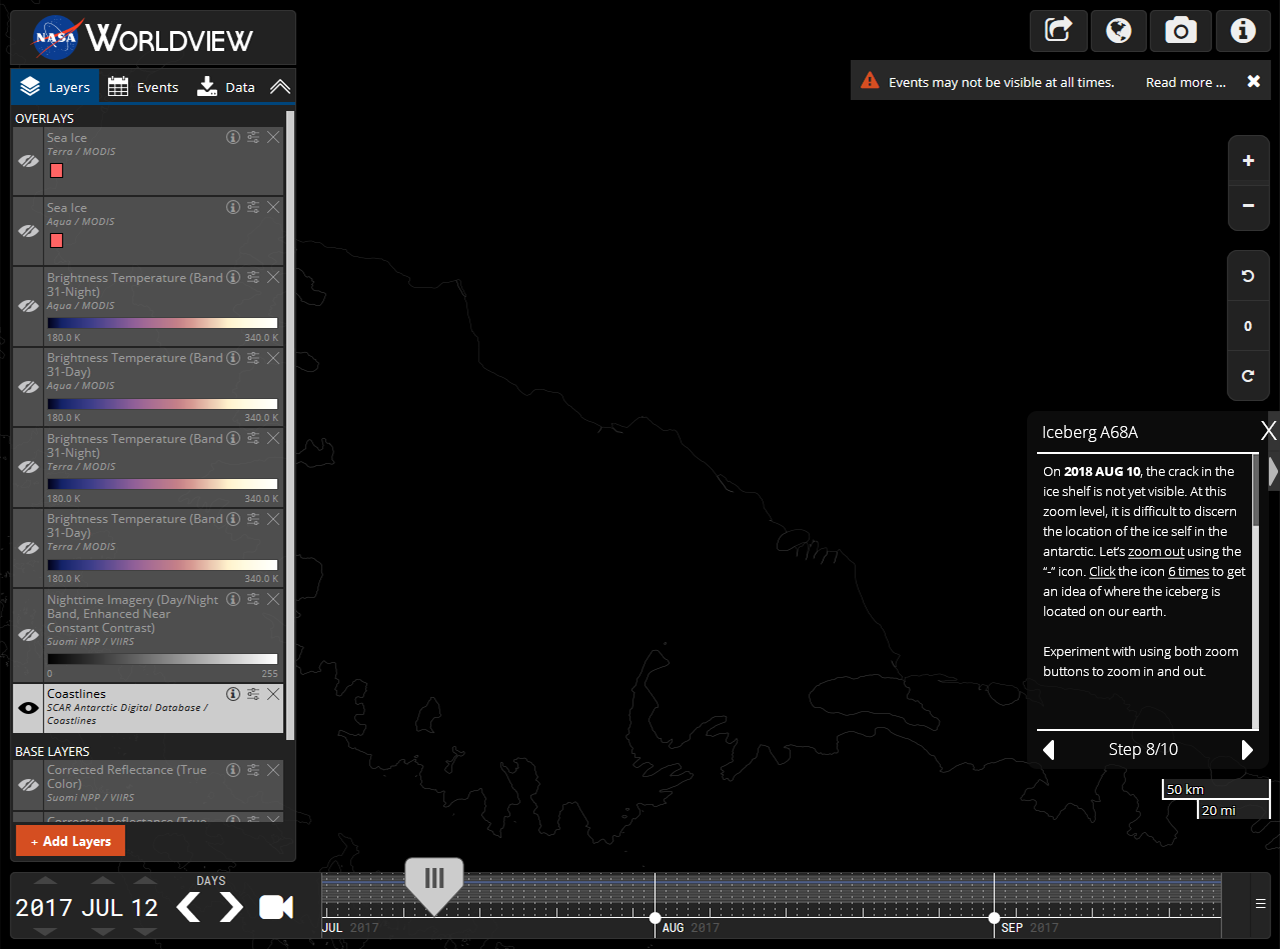 NASA WORLDVIEW
Layers Events Data
Events may not be visible at all times. Read more ...
OVERLAYS
Sea Ice
Terra / MODIS
Sea Ice
Aqua / MODIS
Brightness Temperature (Band
31-Night)
Aqua / MODIS
180.0 K 340.0 K
Brightness Temperature (Band
31-Day)
Aqua / MODIS
180.0 K 340.0 K
Brightness Temperature (Band
31-Night)
Terra / MODIS
180.0 K 340.0 K
Brightness Temperature (Band
31-Day)
Terra / MODIS
180.0 K 340.0 K
Nighttime Imagery (Day/Night
Band, Enhanced Near
Constant Contrast)
Suomi NPP / VIIRS
0 255
Coastlines
SCAR Antarctic Digital Database /
Coastlines
BASE LAYERS
Corrected Reflectance (True
Color)
Suomi NPP / VIIRS
Corrected Reflectance (True
+ Add Layers
+
−
0
Iceberg A68A X
On 2018 AUG 10, the crack in the
ice shelf is not yet visible. At this
zoom level, it is difficult to discern
the location of the ice self in the
antarctic. Let's zoom out using the
“-” icon. Click the icon 6 times to get
an idea of where the iceberg is
located on our earth.
Experiment with using both zoom
buttons to zoom in and out.
Step 8/10
50 km
20 mi
DAYS
2017 JUL 12
JUL 2017
AUG 2017
SEP 2017